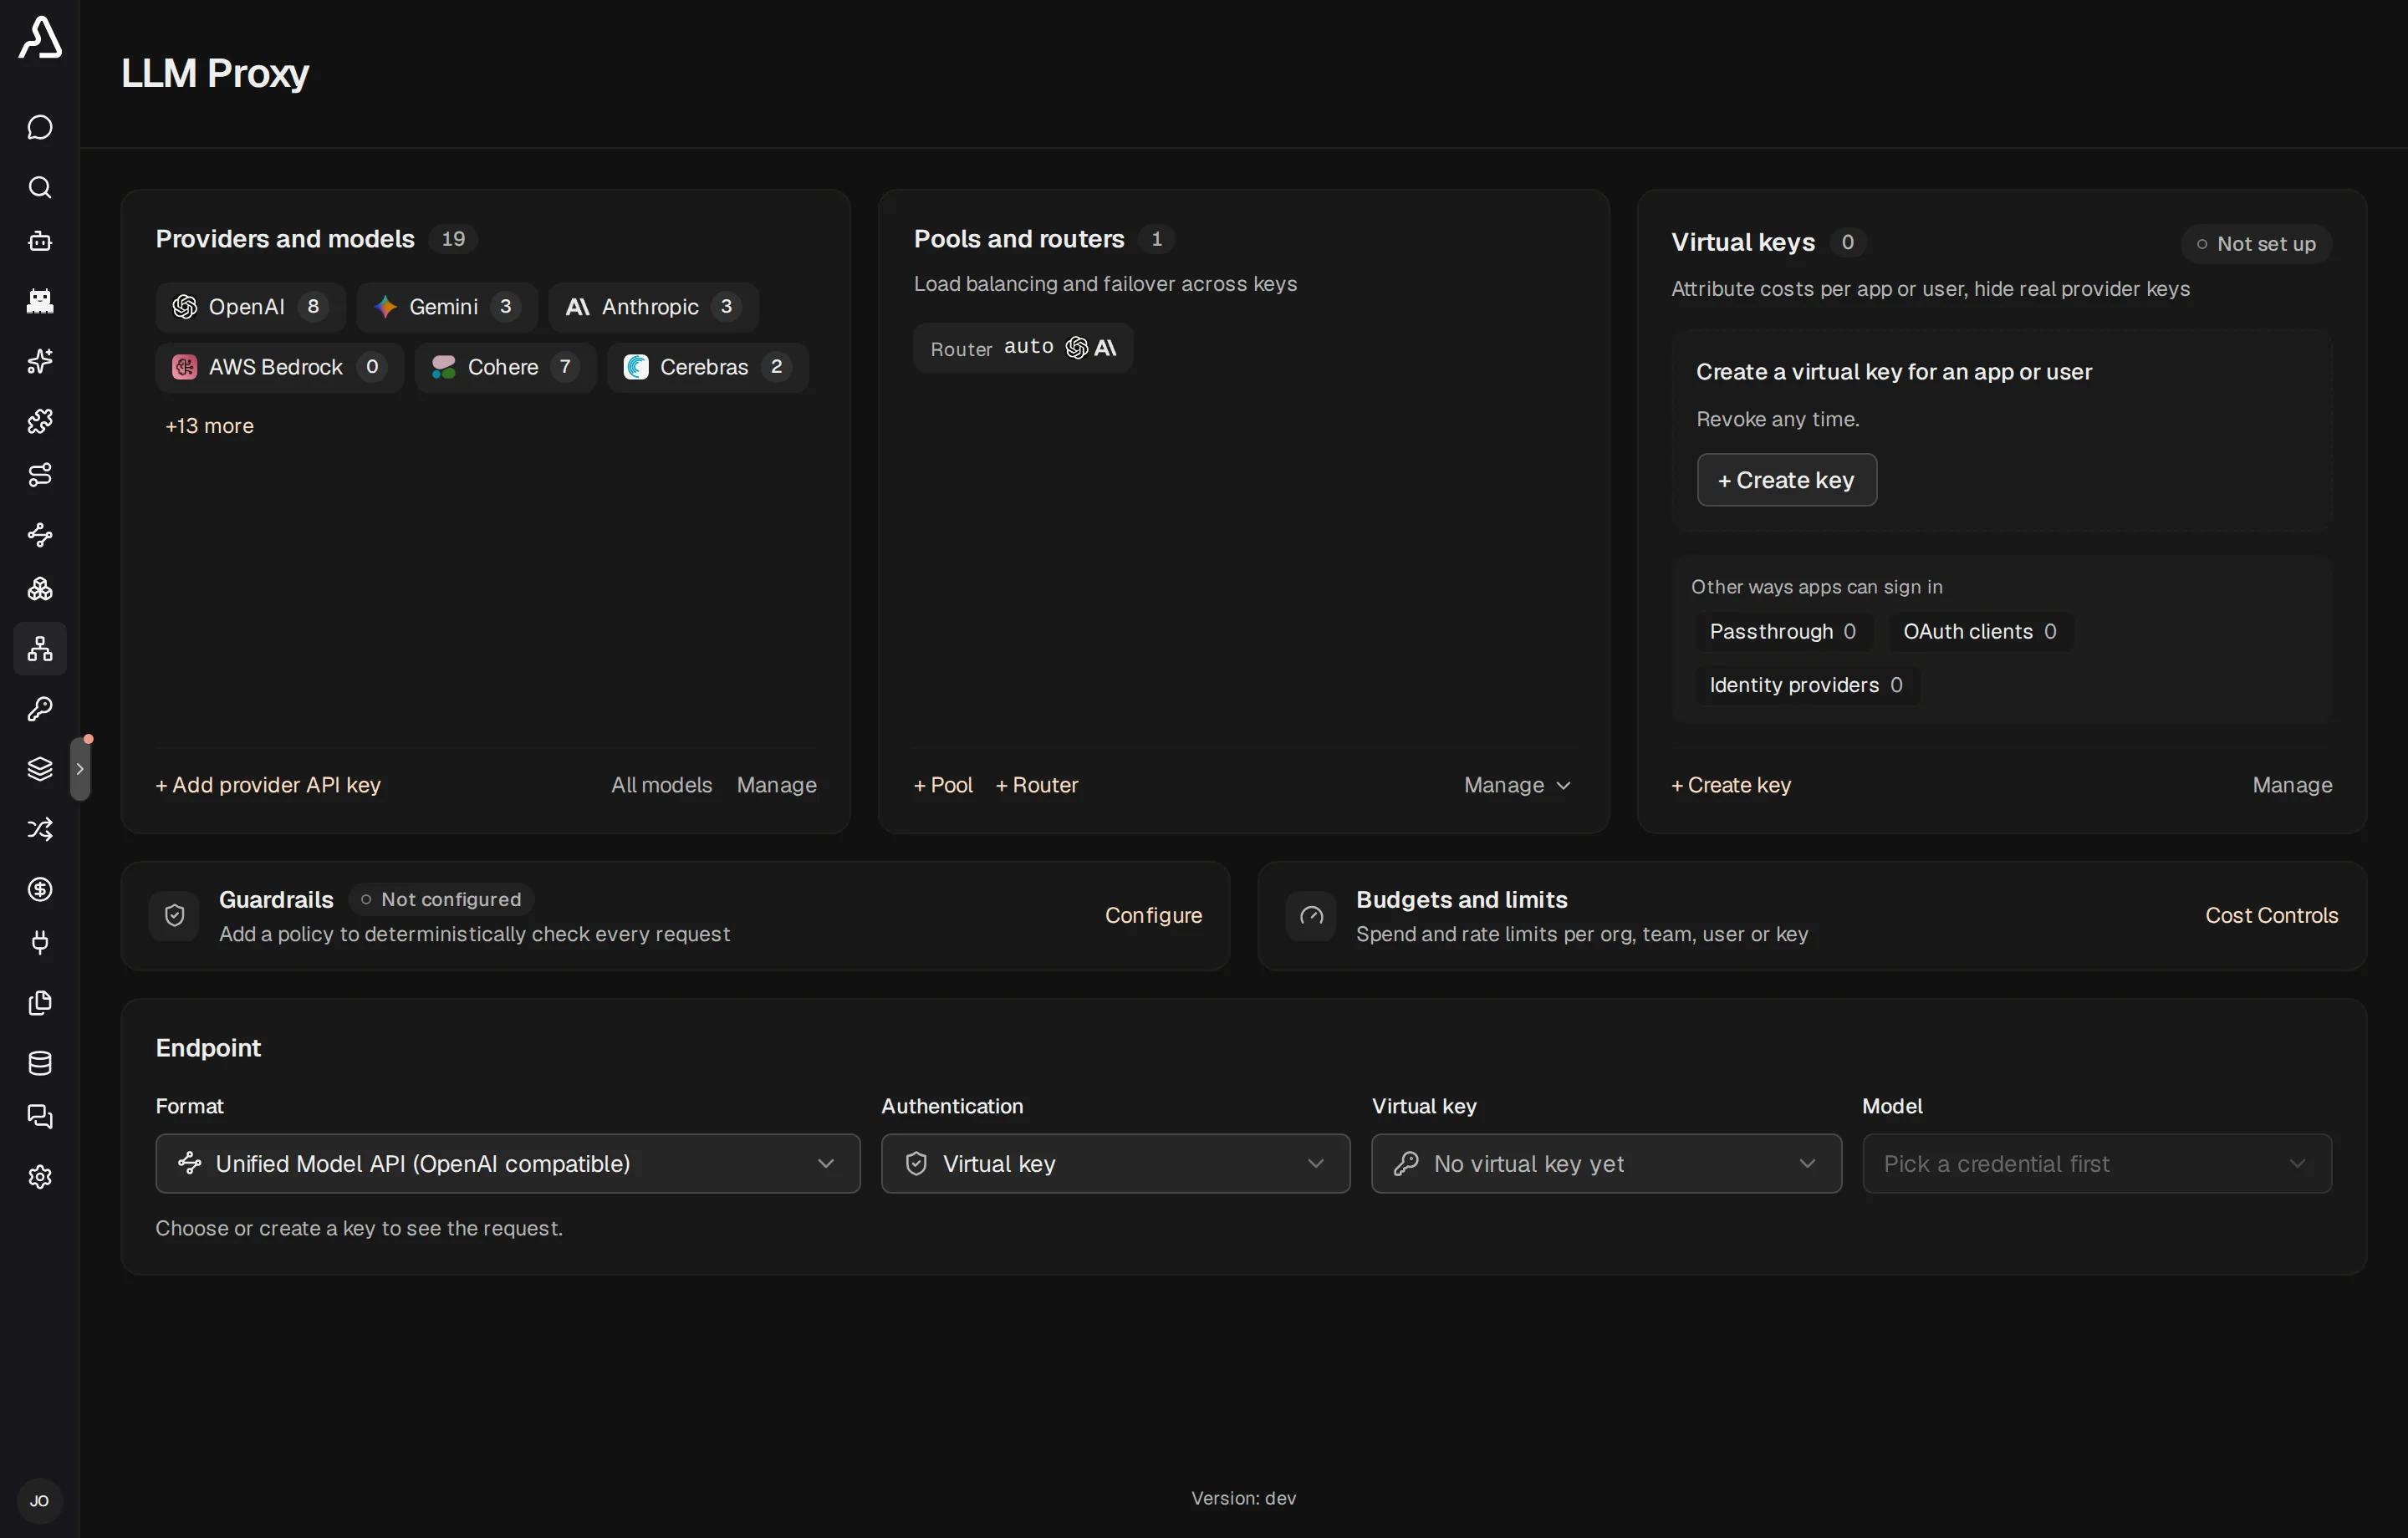 LLM Proxy
Providers and models 19
OpenAI 8 Gemini 3 Anthropic 3
AWS Bedrock 0 Cohere 7 Cerebras 2
+13 more
+ Add provider API key All models Manage
Pools and routers 1
Load balancing and failover across keys
Router auto
+ Pool + Router Manage
Virtual keys 0 Not set up
Attribute costs per app or user, hide real provider keys
Create a virtual key for an app or user
Revoke any time.
+ Create key
Other ways apps can sign in
Passthrough 0 OAuth clients 0
Identity providers 0
+ Create key Manage
Guardrails Not configured
Add a policy to deterministically check every request
Configure
Budgets and limits
Spend and rate limits per org, team, user or key
Cost Controls
Endpoint
Format Authentication Virtual key Model
Unified Model API (OpenAI compatible) Virtual key No virtual key yet Pick a credential first
Choose or create a key to see the request.
JO
Version: dev